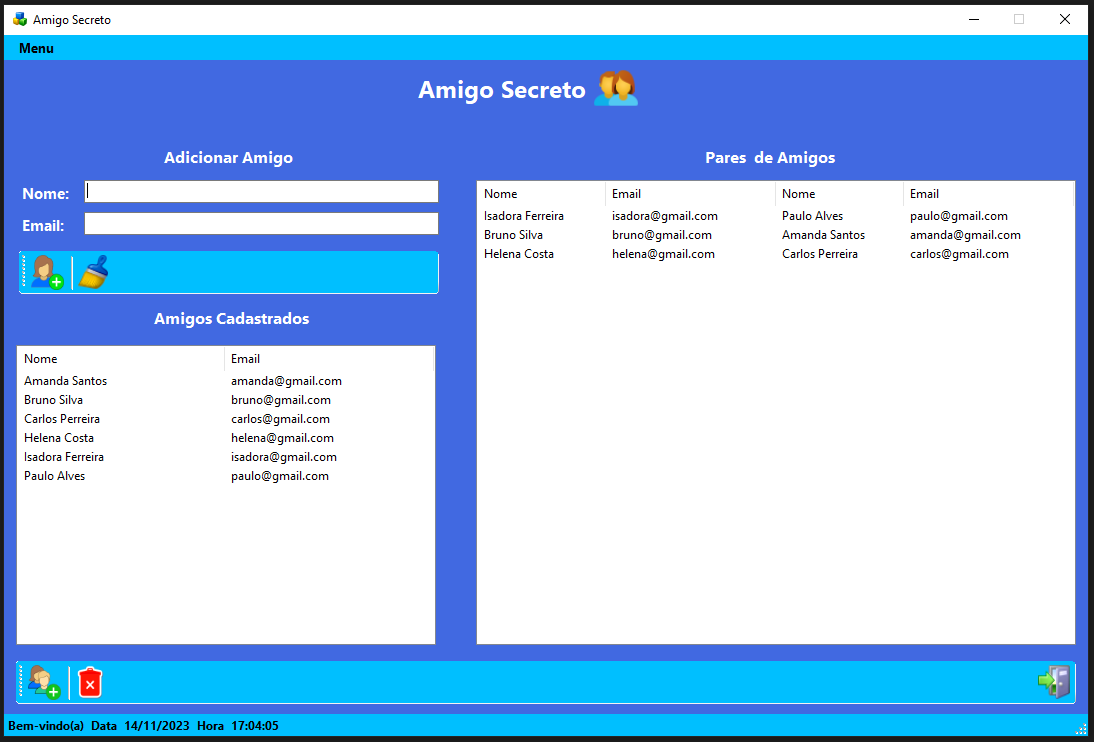 Amigo Secreto
Menu
Amigo Secreto
Adicionar Amigo
Nome:
Email:
Amigos Cadastrados
Nome Email
Amanda Santos amanda@gmail.com
Bruno Silva bruno@gmail.com
Carlos Perreira carlos@gmail.com
Helena Costa helena@gmail.com
Isadora Ferreira isadora@gmail.com
Paulo Alves paulo@gmail.com
Pares de Amigos
Nome Email Nome Email
Isadora Ferreira isadora@gmail.com Paulo Alves paulo@gmail.com
Bruno Silva bruno@gmail.com Amanda Santos amanda@gmail.com
Helena Costa helena@gmail.com Carlos Perreira carlos@gmail.com
Bem-vindo(a) Data 14/11/2023 Hora 17:04:05